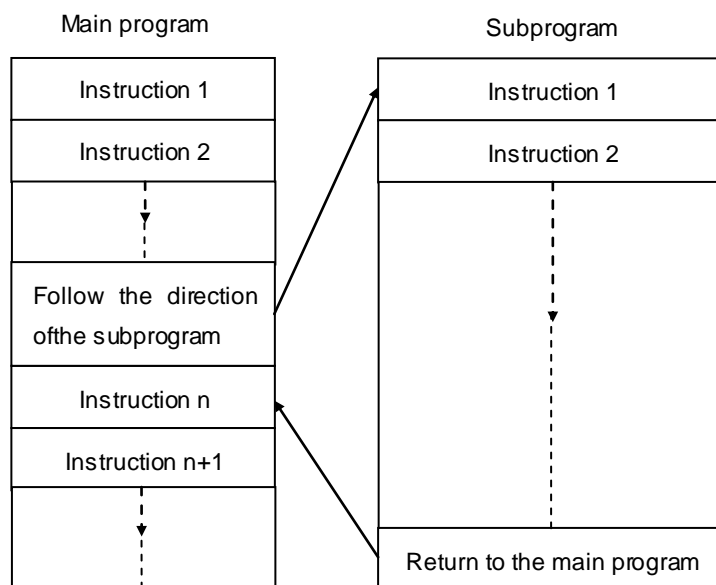 Main program
Instruction 1
Instruction 2
Follow the direction
ofthe subprogram
Instruction n
Instruction n+1
Subprogram
Instruction 1
Instruction 2
Return to the main program